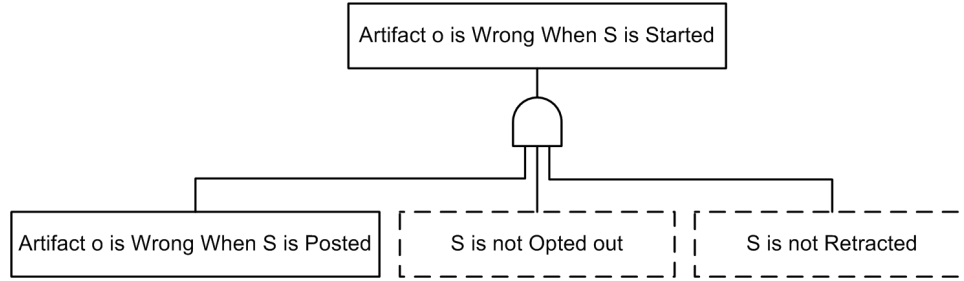 Artifact o is Wrong When S is Started
Artifact o is Wrong When S is Posted
S is not Opted out
S is not Retracted